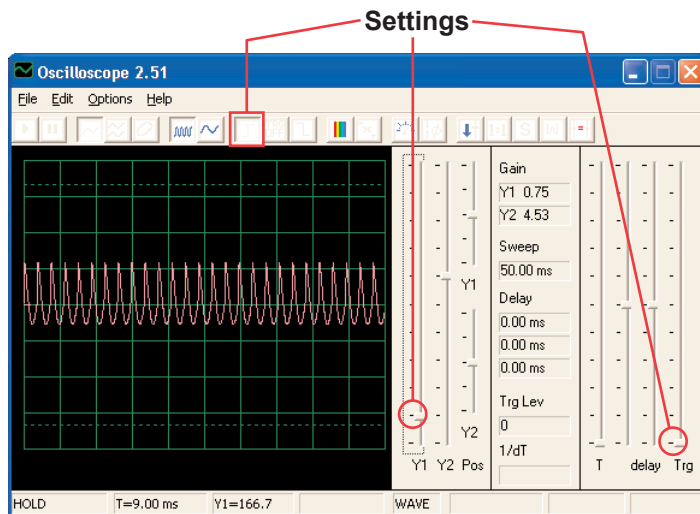 Settings
Oscilloscope 2.51
File Edit Options Help
1:1 S
Gain
Y1 0.75
Y2 4.53
Sweep
50.00 ms
Delay
0.00 ms
0.00 ms
0.00 ms
Trg Lev
0
1/dT
Y1
Y2
Y1 Y2 Pos
T delay Trg
HOLD T=9.00 ms Y1=166.7 WAVE